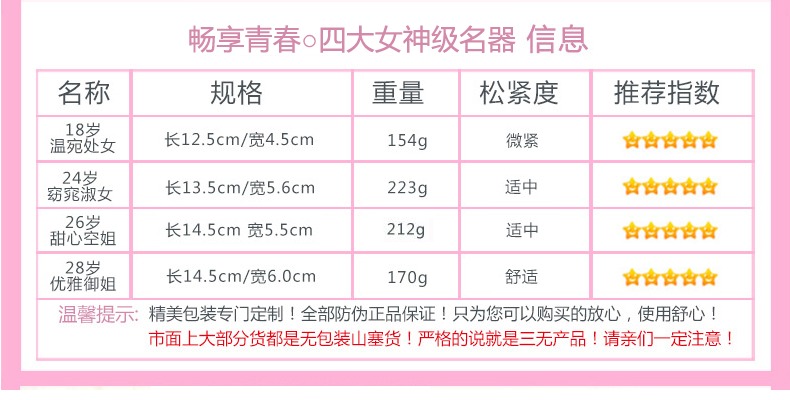 畅享青春○四大女神级名器 信息
名称 规格 重量 松紧度 推荐指数
18岁
温宛处女 长12.5cm/宽4.5cm 154g 微紧
24岁
窈窕淑女 长13.5cm/宽5.6cm 223g 适中
26岁
甜心空姐 长14.5cm 宽5.5cm 212g 适中
28岁
优雅御姐 长14.5cm/宽6.0cm 170g 舒适
温馨提示: 精美包装专门定制！全部防伪正品保证！只为您可以购买的放心，使用舒心！
市面上大部分货都是无包装山塞货！严格的说就是三无产品！请亲们一定注意！